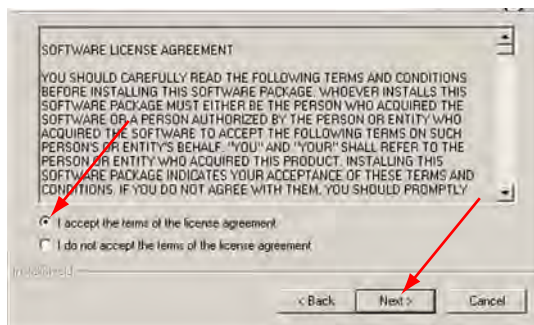 SOFTWARE LICENSE AGREEMENT
YOU SHOULD CAREFULLY READ THE FOLLOWING TERMS AND CONDITIONS
BEFORE INSTALLING THIS SOFTWARE PACKAGE. WHOEVER INSTALLS THIS
SOFTWARE PACKAGE MUST EITHER BE THE PERSON WHO ACQUIRED THE
SOFTWARE OR A PERSON AUTHORIZED BY THE PERSON OR ENTITY WHO
ACQUIRED THE SOFTWARE TO ACCEPT THE FOLLOWING TERMS ON SUCH
PERSON'S OR ENTITY'S BEHALF. "YOU" AND "YOUR" SHALL REFER TO THE
PERSON OR ENTITY WHO ACQUIRED THIS PRODUCT. INSTALLING THIS
SOFTWARE PACKAGE INDICATES YOUR ACCEPTANCE OF THESE TERMS AND
CONDITIONS. IF YOU DO NOT AGREE WITH THEM, YOU SHOULD PROMPTLY
I accept the terms of the license agreement
I do not accept the terms of the license agreement
InstallShield
< Back Next > Cancel